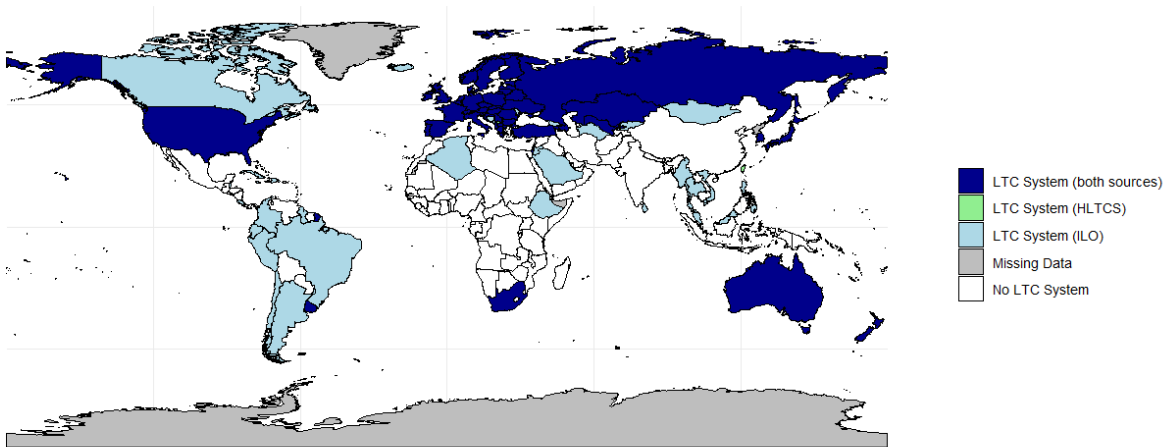 LTC System (both sources)
LTC System (HLTCS)
LTC System (ILO)
Missing Data
No LTC System